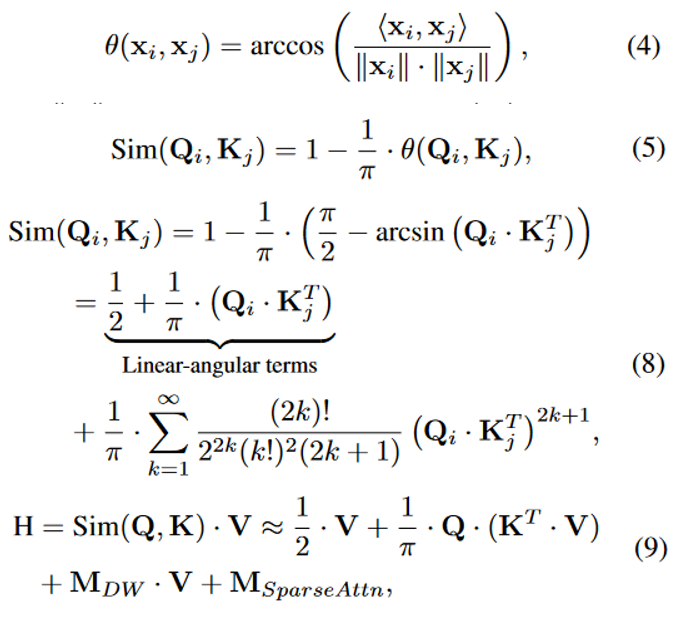 θ(x_i, x_j) = arccos ( ⟨x_i, x_j⟩ / ‖x_i‖ · ‖x_j‖ ) , (4)
Sim(Q_i, K_j) = 1 − 1/π · θ(Q_i, K_j), (5)
Sim(Q_i, K_j) = 1 − 1/π · ( π/2 − arcsin (Q_i · K_j^T) )
= 1/2 + 1/π · (Q_i · K_j^T)
Linear-angular terms
(8)
+ 1/π · ∑_{k=1}^{∞} (2k)! / 2^{2k}(k!)^2(2k + 1) (Q_i · K_j^T)^{2k+1} ,
H = Sim(Q, K) · V ≈ 1/2 · V + 1/π · Q · (K^T · V)
(9)
+ M_{DW} · V + M_{SparseAttn},